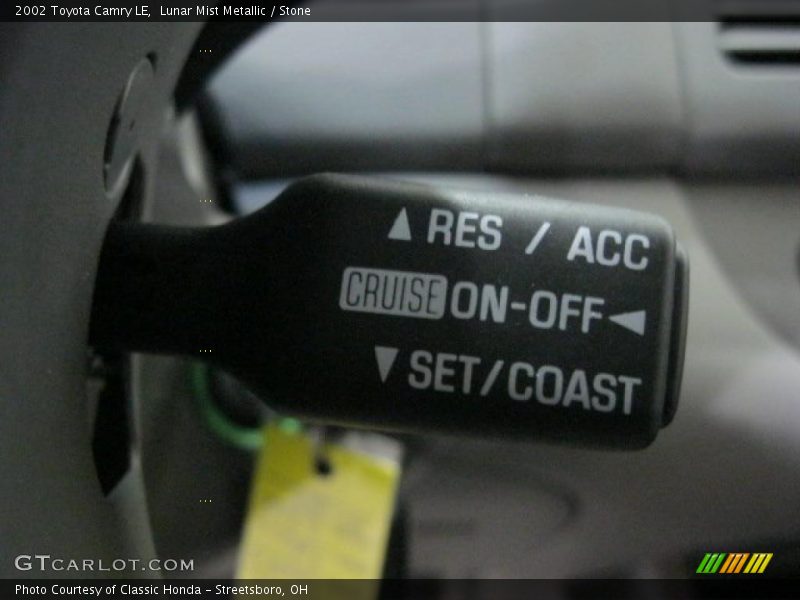 2002 Toyota Camry LE,  Lunar Mist Metallic / Stone
▲ RES / ACC
CRUISE ON-OFF ◀
▼ SET/COAST
GTCARLOT.COM
Photo Courtesy of Classic Honda - Streetsboro, OH